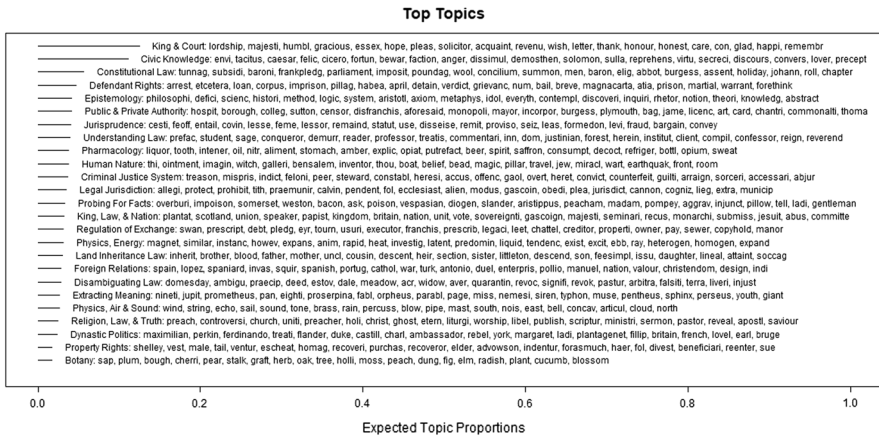 Top Topics
King & Court: lordship, majesti, humbl, gracious, essex, hope, pleas, solicitor, acquaint, revenu, wish, letter, thank, honour, honest, care, con, glad, happi, remembr
Civic Knowledge: envi, tacitus, caesar, felic, cicero, fortun, bewar, faction, anger, dissimul, demosthen, solomon, sulla, reprehens, virtu, secreci, discours, convers, lover, precept
Constitutional Law: tunnag, subsidi, baroni, frankpledg, parliament, imposit, poundag, wool, concilium, summon, men, baron, elig, abbot, burgess, assent, holiday, johann, roll, chapter
Defendant Rights: arrest, etcetera, loan, corpus, imprison, pillag, habea, april, detain, verdict, grievanc, num, bail, breve, magnacarta, atia, prison, martial, warrant, forethink
Epistemology: philosophi, defici, scienc, histori, method, logic, system, aristotl, axiom, metaphys, idol, everyth, contempl, discoveri, inquiri, rhetor, notion, theori, knowledg, abstract
Public & Private Authority: hospit, borough, colleg, sutton, censor, disfranchis, aforesaid, monopoli, mayor, incorpor, burgess, plymouth, bag, jame, licenc, art, card, chantri, commonalti, thoma
Jurisprudence: cesti, feoff, entail, covin, lesse, feme, lessor, remaind, statut, use, disseise, remit, proviso, seiz, leas, formedon, levi, fraud, bargain, convey
Understanding Law: prefac, student, sage, conqueror, demurr, reader, professor, treatis, commentari, inn, dom, justinian, forest, herein, institut, client, compil, confessor, reign, reverend
Pharmacology: liquor, tooth, intener, oil, nitr, aliment, stomach, amber, explic, opiat, putrefact, beer, spirit, saffron, consumpt, decoct, refriger, bottl, opium, sweat
Human Nature: thi, ointment, imagin, witch, galleri, bensalem, inventor, thou, boat, belief, bead, magic, pillar, travel, jew, miracl, wart, earthquak, front, room
Criminal Justice System: treason, mispris, indict, feloni, peer, steward, constabl, heresi, accus, offenc, gaol, overt, heret, convict, counterfeit, guilti, arraign, sorceri, accessari, abjur
Legal Jurisdiction: allegi, protect, prohibit, tith, praemunir, calvin, pendent, fol, ecclesiast, alien, modus, gascoin, obedi, plea, jurisdict, cannon, cogniz, lieg, extra, municip
Probing For Facts: overburi, impoison, somerset, weston, bacon, ask, poison, vespasian, diogen, slander, aristippus, peacham, madam, pompey, aggrav, injunct, pillow, tell, ladi, gentleman
King, Law, & Nation: plantat, scotland, union, speaker, papist, kingdom, britain, nation, unit, vote, sovereignti, gascoign, majesti, seminari, recus, monarchi, submiss, jesuit, abus, committe
Regulation of Exchange: swan, prescript, debt, pledg, eyr, tourn, usuri, executor, franchis, prescrib, legaci, leet, chattel, creditor, properti, owner, pay, sewer, copyhold, manor
Physics, Energy: magnet, similar, instanc, howev, expans, anim, rapid, heat, investig, latent, predomin, liquid, tendenc, exist, excit, ebb, ray, heterogen, homogen, expand
Land Inheritance Law: inherit, brother, blood, father, mother, uncl, cousin, descent, heir, section, sister, littleton, descend, son, feesimpl, issu, daughter, lineal, attaint, soccag
Foreign Relations: spain, lopez, spaniard, invas, squir, spanish, portug, cathol, war, turk, antonio, duel, enterpris, pollio, manuel, nation, valour, christendom, design, indi
Disambiguating Law: domesday, ambigu, praecip, deed, estov, dale, meadow, acr, widow, aver, quarantin, revoc, signifi, revok, pastur, arbitra, falsiti, terra, liveri, injust
Extracting Meaning: nineti, jupit, prometheus, pan, eighti, proserpina, fabl, orpheus, parabl, page, miss, nemesi, siren, typhon, muse, pentheus, sphinx, perseus, youth, giant
Physics, Air & Sound: wind, string, echo, sail, sound, tone, brass, rain, percuss, blow, pipe, mast, south, nois, east, bell, concav, articul, cloud, north
Religion, Law, & Truth: preach, controversi, church, uniti, preacher, holi, christ, ghost, etern, liturgi, worship, libel, publish, scriptur, ministri, sermon, pastor, reveal, apostl, saviour
Dynastic Politics: maximilian, perkin, ferdinando, treati, flander, duke, castill, charl, ambassador, rebel, york, margaret, ladi, plantagenet, fillip, britain, french, lovel, earl, bruge
Property Rights: shelley, vest, male, tail, ventur, escheat, homag, recoveri, purchas, recoveror, elder, advowson, indentur, forasmuch, haer, fol, divest, beneficiari, reenter, sue
Botany: sap, plum, bough, cherri, pear, stalk, graft, herb, oak, tree, holli, moss, peach, dung, fig, elm, radish, plant, cucumb, blossom
0.0 0.2 0.4 0.6 0.8 1.0
Expected Topic Proportions